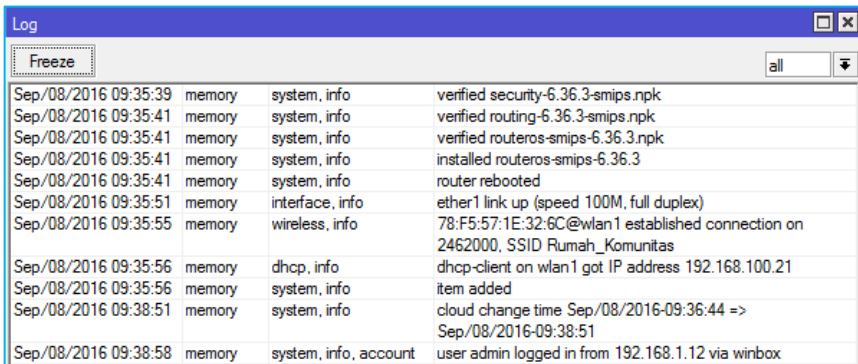 Log
Freeze
all
Sep/08/2016 09:35:39 memory system, info verified security-6.36.3-smips.npk
Sep/08/2016 09:35:41 memory system, info verified routing-6.36.3-smips.npk
Sep/08/2016 09:35:41 memory system, info verified routeros-smips-6.36.3.npk
Sep/08/2016 09:35:41 memory system, info installed routeros-smips-6.36.3
Sep/08/2016 09:35:41 memory system, info router rebooted
Sep/08/2016 09:35:51 memory interface, info ether1 link up (speed 100M, full duplex)
Sep/08/2016 09:35:55 memory wireless, info 78:F5:57:1E:32:6C@wlan1 established connection on
2462000, SSID Rumah_Komunitas
Sep/08/2016 09:35:56 memory dhcp, info dhcp-client on wlan1 got IP address 192.168.100.21
Sep/08/2016 09:35:56 memory system, info item added
Sep/08/2016 09:38:51 memory system, info cloud change time Sep/08/2016-09:36:44 =>
Sep/08/2016-09:38:51
Sep/08/2016 09:38:58 memory system, info, account user admin logged in from 192.168.1.12 via winbox